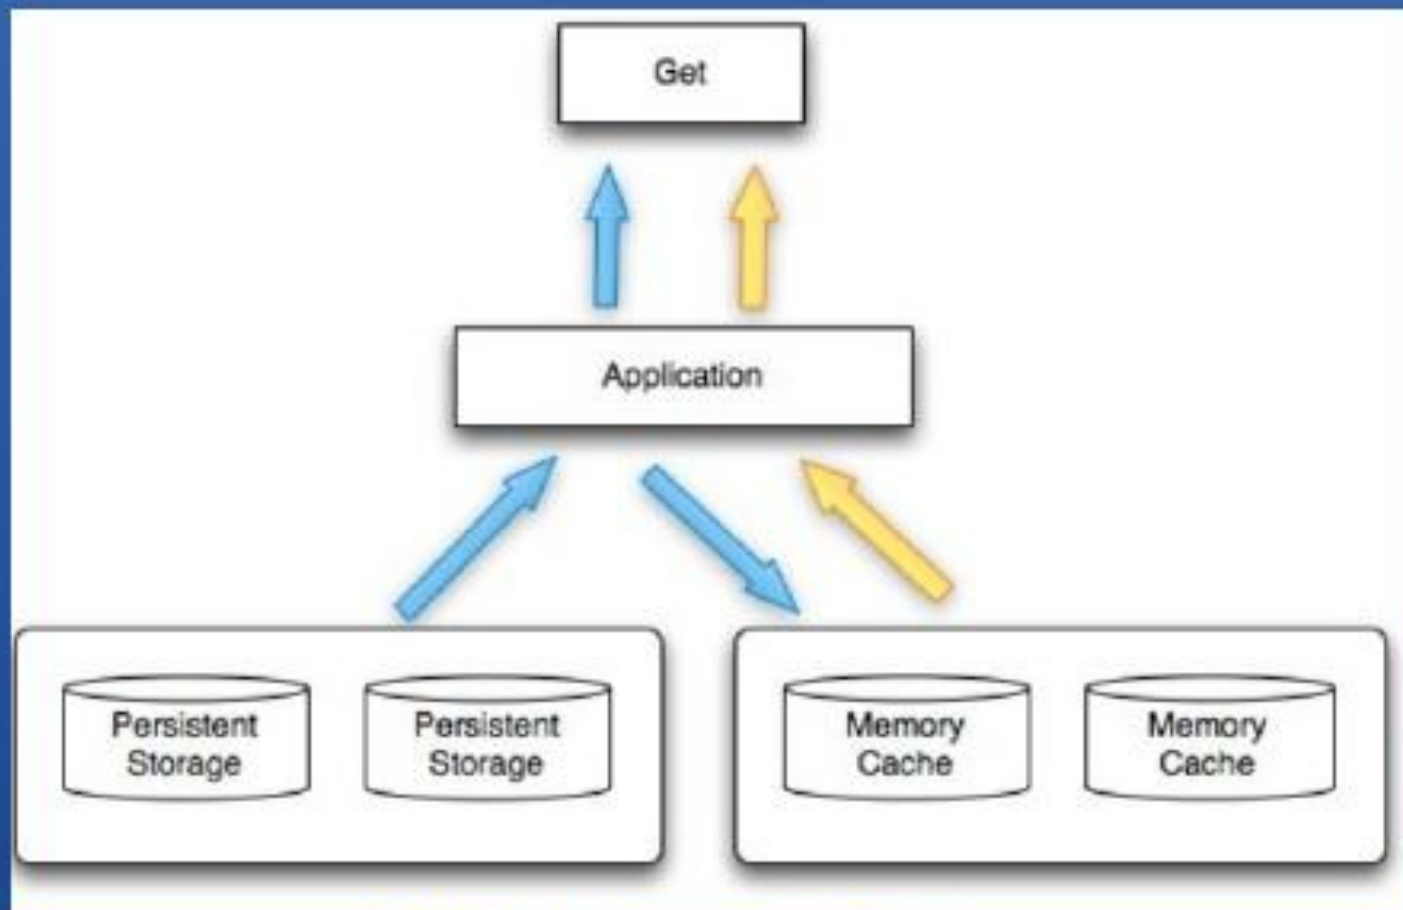 Get
Application
Persistent
Storage
Persistent
Storage
Memory
Cache
Memory
Cache